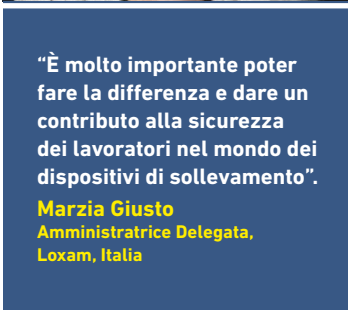 “È molto importante poter
fare la differenza e dare un
contributo alla sicurezza
dei lavoratori nel mondo dei
dispositivi di sollevamento”.
Marzia Giusto
Amministratrice Delegata,
Loxam, Italia